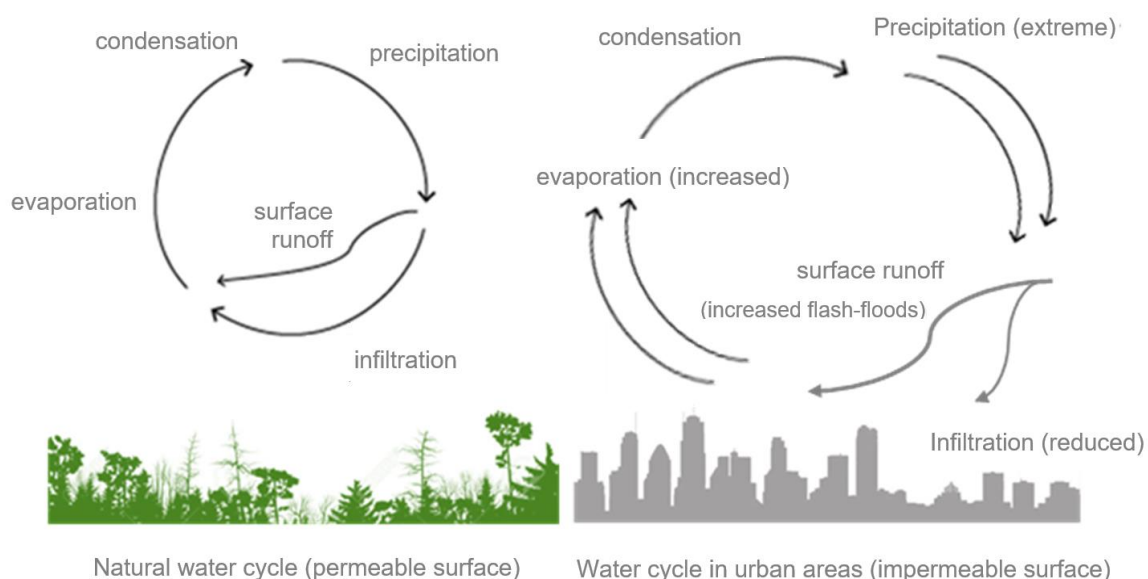 condensation
precipitation
evaporation
surface
runoff
infiltration
Natural water cycle (permeable surface)
condensation
Precipitation (extreme)
evaporation (increased)
surface runoff
(increased flash-floods)
Infiltration (reduced)
Water cycle in urban areas (impermeable surface)